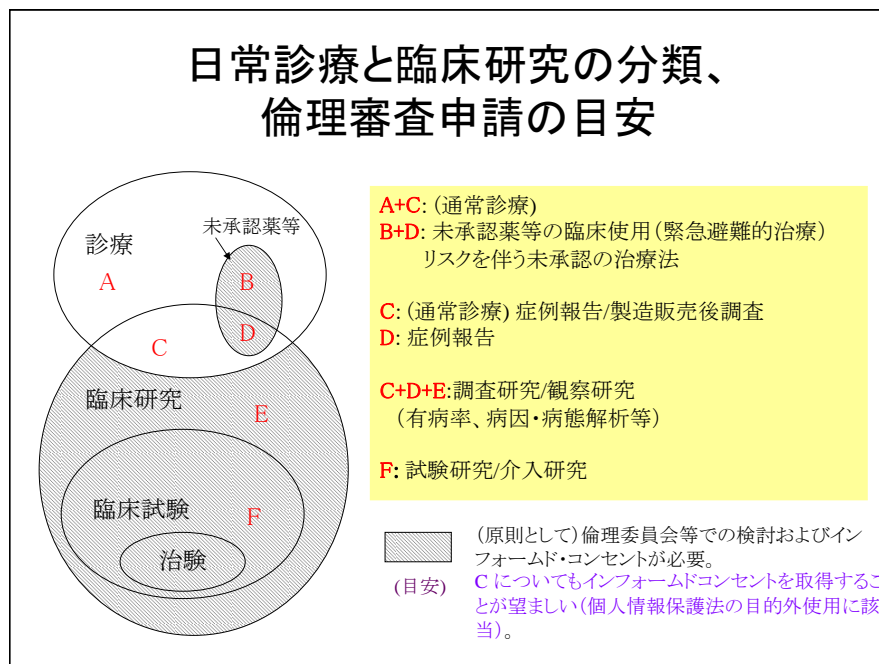 日常診療と臨床研究の分類、
倫理審査申請の目安
未承認薬等
診療
A
B
C
D
臨床研究
E
臨床試験
F
治験
A+C: (通常診療)
B+D: 未承認薬等の臨床使用(緊急避難的治療)
リスクを伴う未承認の治療法
C: (通常診療) 症例報告/製造販売後調査
D: 症例報告
C+D+E:調査研究/観察研究
(有病率、病因・病態解析等)
F: 試験研究/介入研究
(原則として)倫理委員会等での検討およびイン
フォームド・コンセントが必要。
(目安)
C についてもインフォームドコンセントを取得するこ
とが望ましい(個人情報保護法の目的外使用に該
当)。